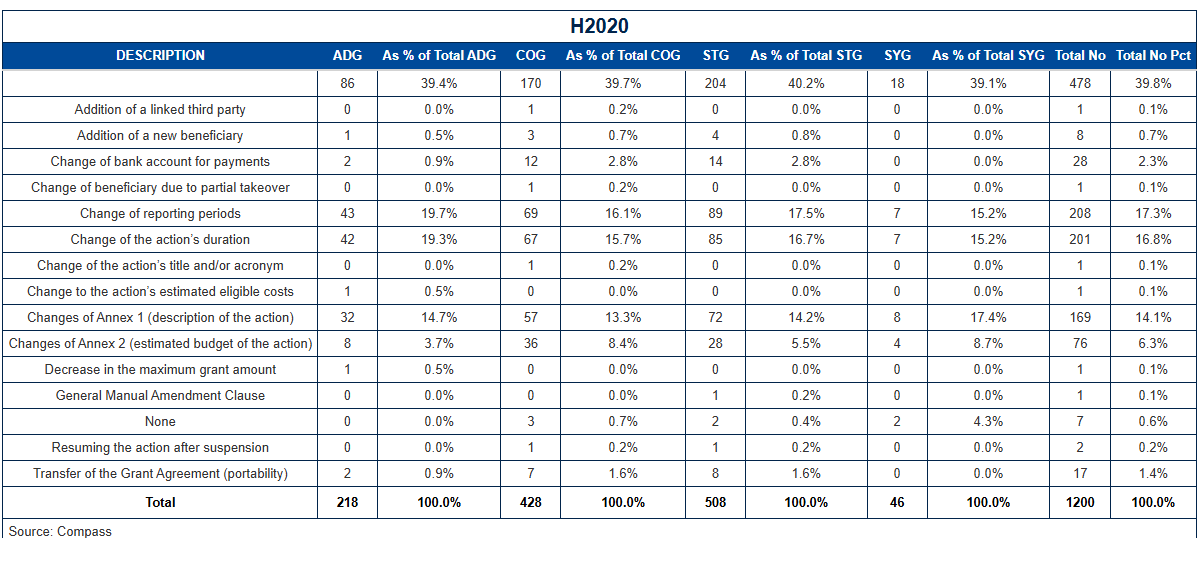 H2020
DESCRIPTION ADG As % of Total ADG COG As % of Total COG STG As % of Total STG SYG As % of Total SYG Total No Total No Pct
86 39.4% 170 39.7% 204 40.2% 18 39.1% 478 39.8%
Addition of a linked third party 0 0.0% 1 0.2% 0 0.0% 0 0.0% 1 0.1%
Addition of a new beneficiary 1 0.5% 3 0.7% 4 0.8% 0 0.0% 8 0.7%
Change of bank account for payments 2 0.9% 12 2.8% 14 2.8% 0 0.0% 28 2.3%
Change of beneficiary due to partial takeover 0 0.0% 1 0.2% 0 0.0% 0 0.0% 1 0.1%
Change of reporting periods 43 19.7% 69 16.1% 89 17.5% 7 15.2% 208 17.3%
Change of the action’s duration 42 19.3% 67 15.7% 85 16.7% 7 15.2% 201 16.8%
Change of the action’s title and/or acronym 0 0.0% 1 0.2% 0 0.0% 0 0.0% 1 0.1%
Change to the action’s estimated eligible costs 1 0.5% 0 0.0% 0 0.0% 0 0.0% 1 0.1%
Changes of Annex 1 (description of the action) 32 14.7% 57 13.3% 72 14.2% 8 17.4% 169 14.1%
Changes of Annex 2 (estimated budget of the action) 8 3.7% 36 8.4% 28 5.5% 4 8.7% 76 6.3%
Decrease in the maximum grant amount 1 0.5% 0 0.0% 0 0.0% 0 0.0% 1 0.1%
General Manual Amendment Clause 0 0.0% 0 0.0% 1 0.2% 0 0.0% 1 0.1%
None 0 0.0% 3 0.7% 2 0.4% 2 4.3% 7 0.6%
Resuming the action after suspension 0 0.0% 1 0.2% 1 0.2% 0 0.0% 2 0.2%
Transfer of the Grant Agreement (portability) 2 0.9% 7 1.6% 8 1.6% 0 0.0% 17 1.4%
Total 218 100.0% 428 100.0% 508 100.0% 46 100.0% 1200 100.0%
Source: Compass